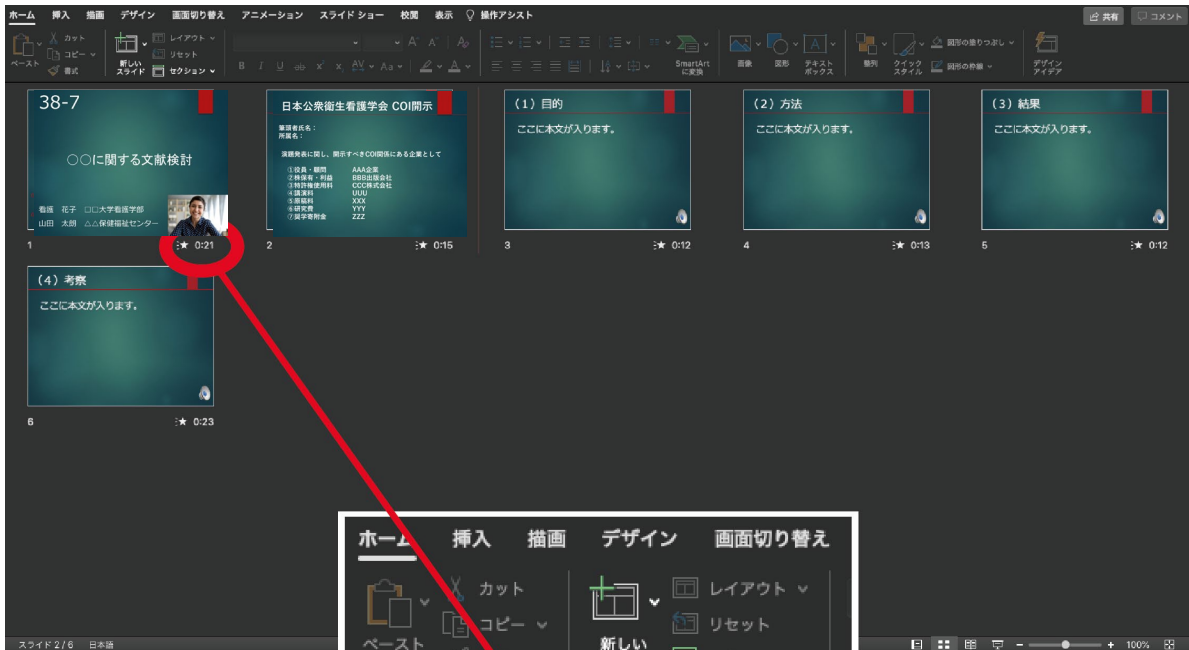 ホーム 挿入 描画 デザイン 画面切り替え アニメーション スライド ショー 校閲 表示 操作アシスト 共有 コメント
ペースト カット コピー 書式 新しい スライド レイアウト リセット セクション
B I U ab x² x₂ AV Aa A A
SmartArt に変換 画像 図形 テキスト ボックス 整列 クイック スタイル 図形の塗りつぶし 図形の枠線 デザイン アイデア
38-7
○○に関する文献検討
看護 花子 □□大学看護学部
山田 太朗 △△保健福祉センター
1 0:21
日本公衆衛生看護学会 COI開示
筆頭者氏名：
所属名：
演題発表に関し、開示すべきCOI関係にある企業として
①役員・顧問 AAA企業
②株保有・利益 BBB出版会社
③特許権使用料 CCC株式会社
④講演料 UUU
⑤原稿料 XXX
⑥研究費 YYY
⑦奨学寄附金 ZZZ
2 0:15
（1）目的
ここに本文が入ります。
3 0:12
（2）方法
ここに本文が入ります。
4 0:13
（3）結果
ここに本文が入ります。
5 0:12
（4）考察
ここに本文が入ります。
6 0:23
ホーム 挿入 描画 デザイン 画面切り替え
カット レイアウト
コピー リセット
ペースト 新しい
スライド 2 / 6 日本語 100%